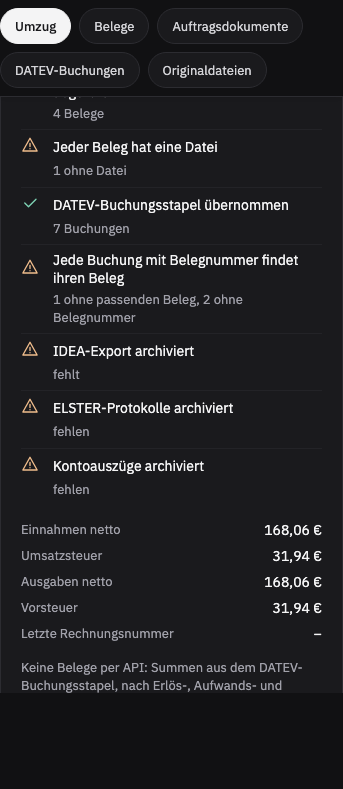 Umzug
Belege
Auftragsdokumente
DATEV-Buchungen
Originaldateien
4 Belege
Jeder Beleg hat eine Datei
1 ohne Datei
DATEV-Buchungsstapel übernommen
7 Buchungen
Jede Buchung mit Belegnummer findet
ihren Beleg
1 ohne passenden Beleg, 2 ohne
Belegnummer
IDEA-Export archiviert
fehlt
ELSTER-Protokolle archiviert
fehlen
Kontoauszüge archiviert
fehlen
Einnahmen netto 168,06 €
Umsatzsteuer 31,94 €
Ausgaben netto 168,06 €
Vorsteuer 31,94 €
Letzte Rechnungsnummer –
Keine Belege per API: Summen aus dem DATEV-
Buchungsstapel, nach Erlös-, Aufwands- und